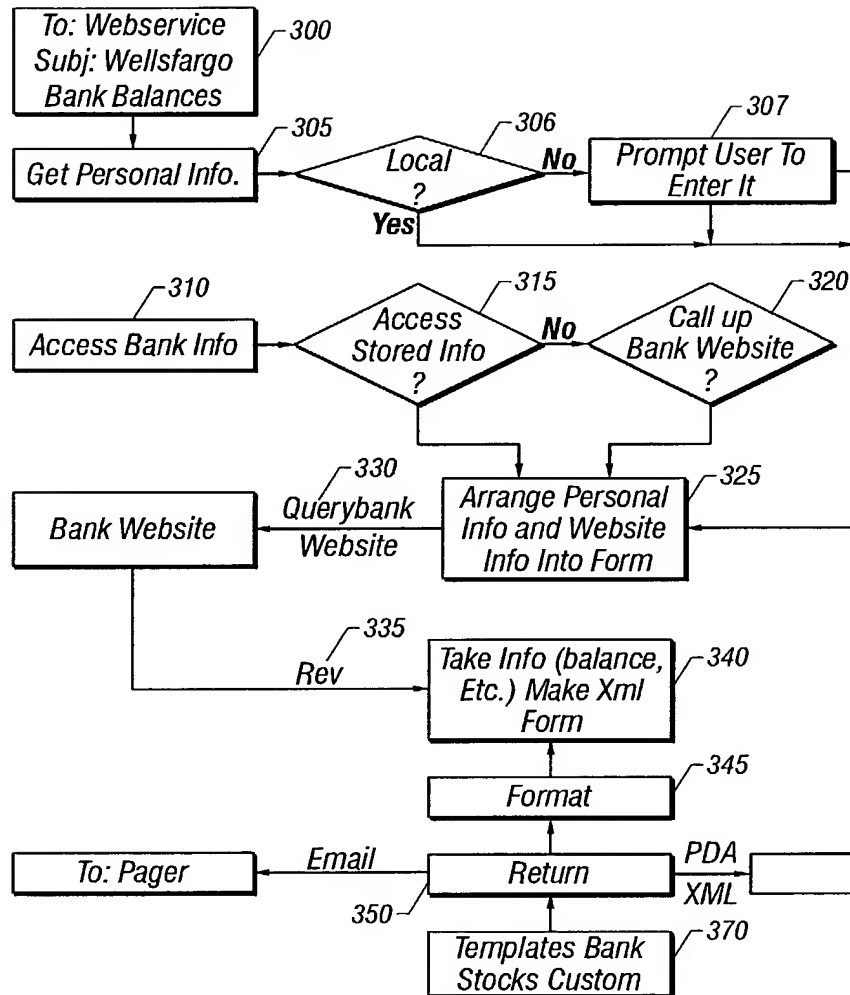 To: Webservice
Subj: Wellsfargo
Bank Balances
300
Get Personal Info.
305
Local
?
306
No
Yes
Prompt User To
Enter It
307
310
Access Bank Info
315
Access
Stored Info
?
No
320
Call up
Bank Website
?
325
Arrange Personal
Info and Website
Info Into Form
330
Querybank
Website
Bank Website
335
Rev
Take Info (balance,
Etc.) Make Xml
Form
340
345
Format
To: Pager
Email
350
Return
PDA
XML
370
Templates Bank
Stocks Custom